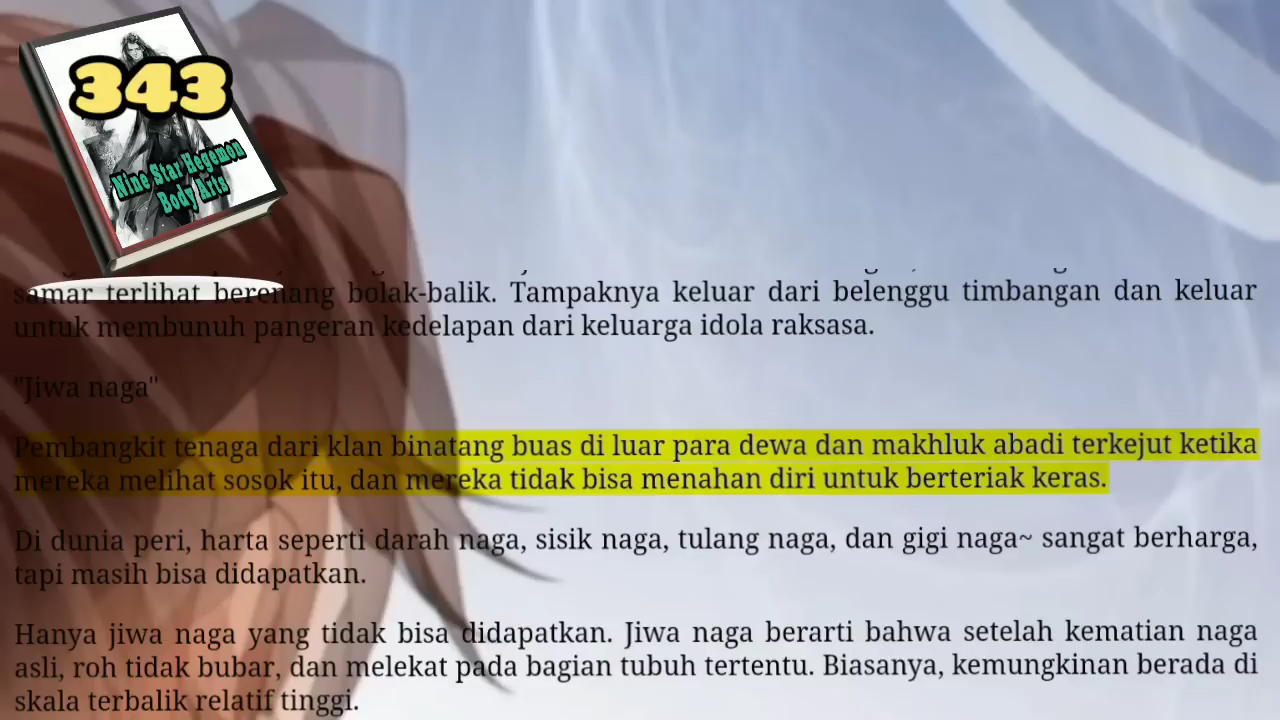 343
Nine Star Hegemon
Body Arts
samar terlihat berenang bolak-balik. Tampaknya keluar dari belenggu timbangan dan keluar
untuk membunuh pangeran kedelapan dari keluarga idola raksasa.
"Jiwa naga"
Pembangkit tenaga dari klan binatang buas di luar para dewa dan makhluk abadi terkejut ketika
mereka melihat sosok itu, dan mereka tidak bisa menahan diri untuk berteriak keras.
Di dunia peri, harta seperti darah naga, sisik naga, tulang naga, dan gigi naga~ sangat berharga,
tapi masih bisa didapatkan.
Hanya jiwa naga yang tidak bisa didapatkan. Jiwa naga berarti bahwa setelah kematian naga
asli, roh tidak bubar, dan melekat pada bagian tubuh tertentu. Biasanya, kemungkinan berada di
skala terbalik relatif tinggi.